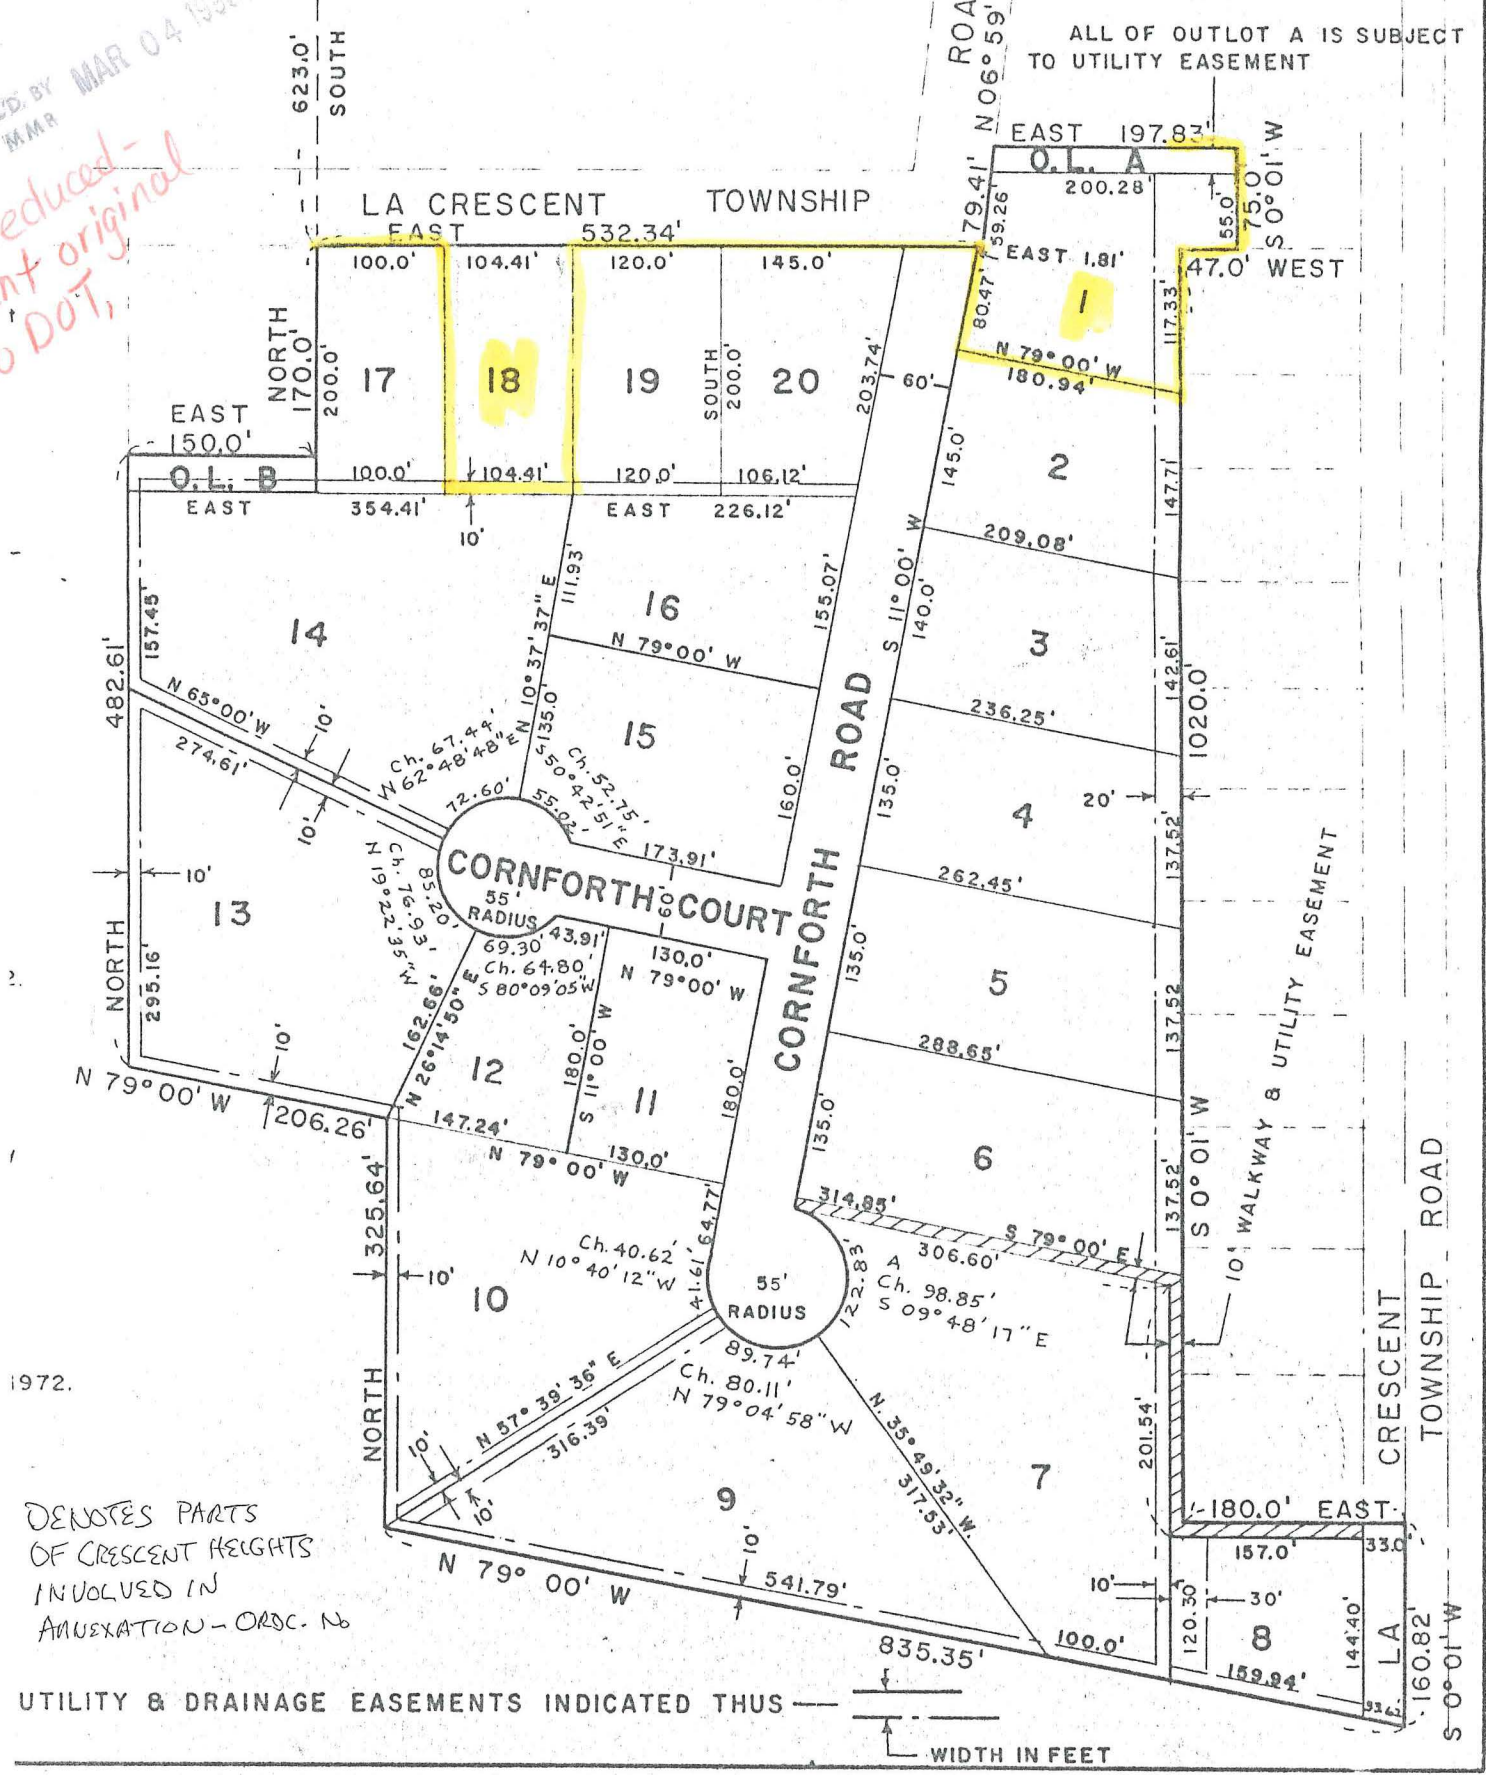 MAR 04
C'D. BY
MMR
educed-
nt original
DOT,
623.0'
SOUTH
ROA
N 06° 59'
ALL OF OUTLOT A IS SUBJECT
TO UTILITY EASEMENT
EAST 197.83'
O.L. A
200.28'
79.41'
59.26'
55.0'
75.0
S 0° 01' W
LA CRESCENT TOWNSHIP
EAST 532.34'
100.0' 104.41' 120.0' 145.0'
EAST 1.81'
47.0' WEST
80.47'
1
117.33'
N 79° 00' W
180.94'
NORTH
170.0'
200.0'
17 18 19 20
SOUTH
200.0'
203.74'
60'
EAST
150.0'
O.L. B
EAST
100.0' 104.41' 120.0' 106.12'
354.41' EAST 226.12'
10'
145.0'
2
147.71'
209.08'
482.61'
157.45'
14
N 10° 37' 37" E
111.93'
16
N 79° 00' W
155.07'
S 11° 00' W
140.0'
3
142.61'
1020.0'
236.25'
N 65° 00' W
10'
274.61'
10'
Ch. 67.44'
W 62° 48' 48" E
72.60'
135.0'
Ch. 52.75'
S 50° 42' 51" E
55.02'
15
160.0'
173.91'
135.0'
4
20'
137.52'
262.45'
CORNFORTH COURT
60'
CORNFORTH ROAD
55'
RADIUS
10'
13
NORTH
295.16'
Ch. 76.93'
N 19° 22' 35" W
85.20'
69.30'
Ch. 64.80'
S 80° 09' 05" W
43.91'
130.0'
N 79° 00' W
135.0'
5
137.52
288.65'
10' WALKWAY & UTILITY EASEMENT
162.66'
N 26° 14' 50" E
12
180.0'
S 11° 00' W
11
180.0'
135.0'
6
137.52'
S 0° 01' W
10'
N 79° 00' W
206.26'
147.24'
N 79° 00' W
130.0'
325.64'
NORTH
10'
10
64.77'
Ch. 40.62'
N 10° 40' 12" W
41.61'
55'
RADIUS
314.85'
S 79° 00' E
306.60'
122.83'
A
Ch. 98.85'
S 09° 48' 17" E
89.74'
Ch. 80.11'
N 79° 04' 58" W
N 57° 39' 36" E
316.39'
10'
10'
9
N. 35° 49' 32" W.
317.53'
7
201.54'
CRESCENT
TOWNSHIP ROAD
1972.
180.0' EAST
157.0' 33.0'
N 79° 00' W
10'
541.79'
835.35'
100.0'
10'
120.30'
30'
8
144.40'
LA
160.82'
S 0° 01' W
159.94'
33.62'
DENOTES PARTS
OF CRESCENT HEIGHTS
INVOLVED IN
ANNEXATION - ORDC. No
UTILITY & DRAINAGE EASEMENTS INDICATED THUS
WIDTH IN FEET